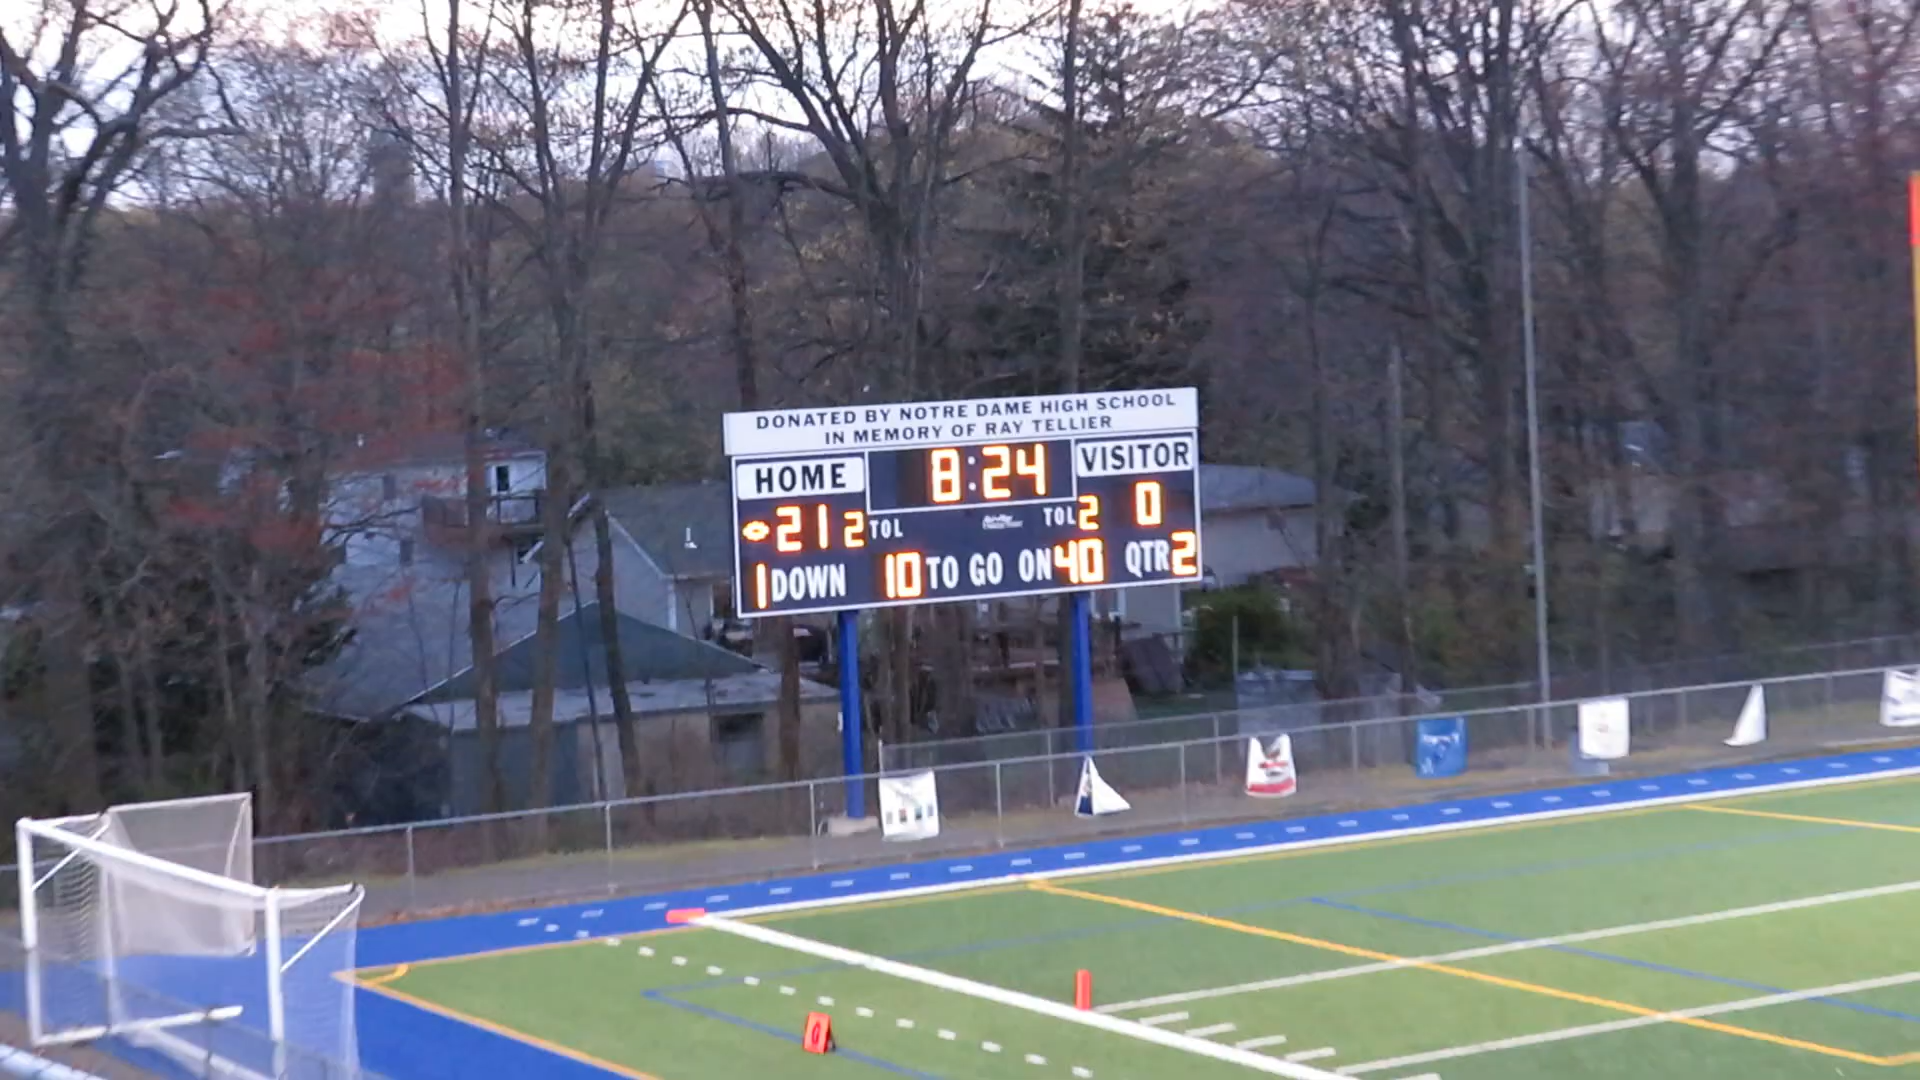 DONATED BY NOTRE DAME HIGH SCHOOL
IN MEMORY OF RAY TELLIER
HOME 8:24 VISITOR
21 2 TOL TOL 2 0
1 DOWN 10 TO GO ON 40 QTR 2
G